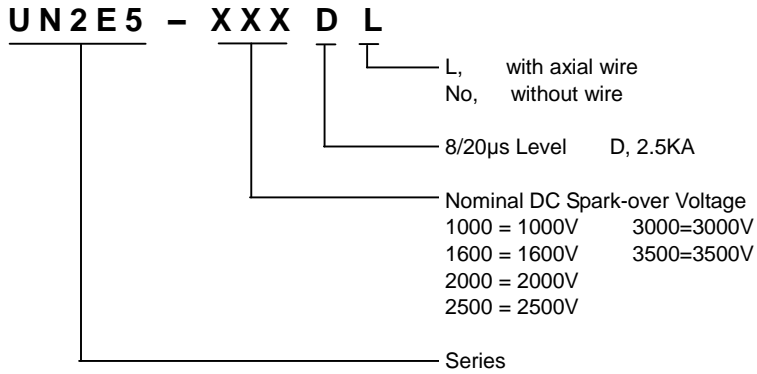 UN2E5 – XXX D L
L, with axial wire
No, without wire
8/20µs Level D, 2.5KA
Nominal DC Spark-over Voltage
1000 = 1000V 3000=3000V
1600 = 1600V 3500=3500V
2000 = 2000V
2500 = 2500V
Series